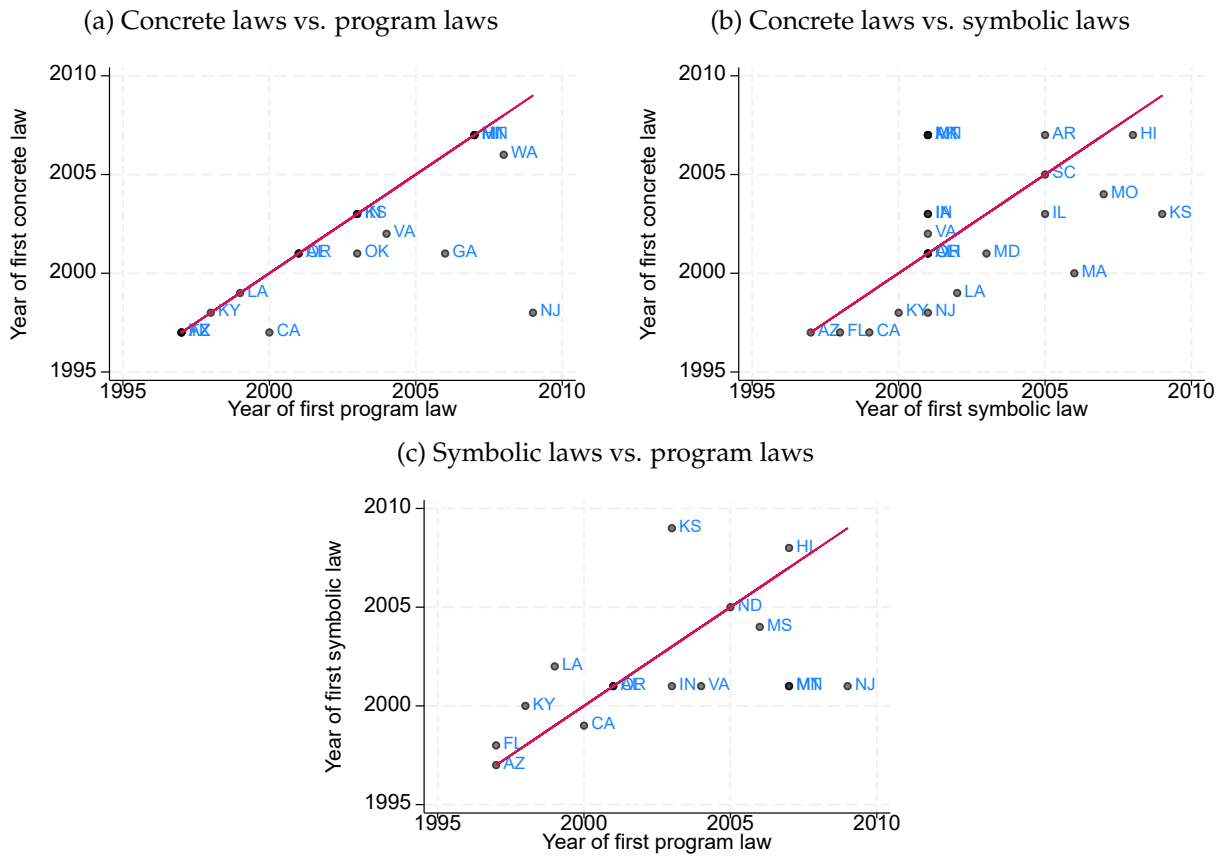 (a) Concrete laws vs. program laws
Year of first concrete law
2010
2005
2000
1995
WA
VA
OK
GA
LA
KY
NJ
CA
1995
2000
2005
2010
Year of first program law
(b) Concrete laws vs. symbolic laws
Year of first concrete law
2010
2005
2000
1995
AR
HI
SC
MO
IL
KS
VA
MD
MA
LA
KY
NJ
AZ
FL
CA
1995
2000
2005
2010
Year of first symbolic law
(c) Symbolic laws vs. program laws
Year of first symbolic law
2010
2005
2000
1995
KS
HI
ND
MS
LA
IN
VA
NJ
KY
CA
FL
AZ
1995
2000
2005
2010
Year of first program law